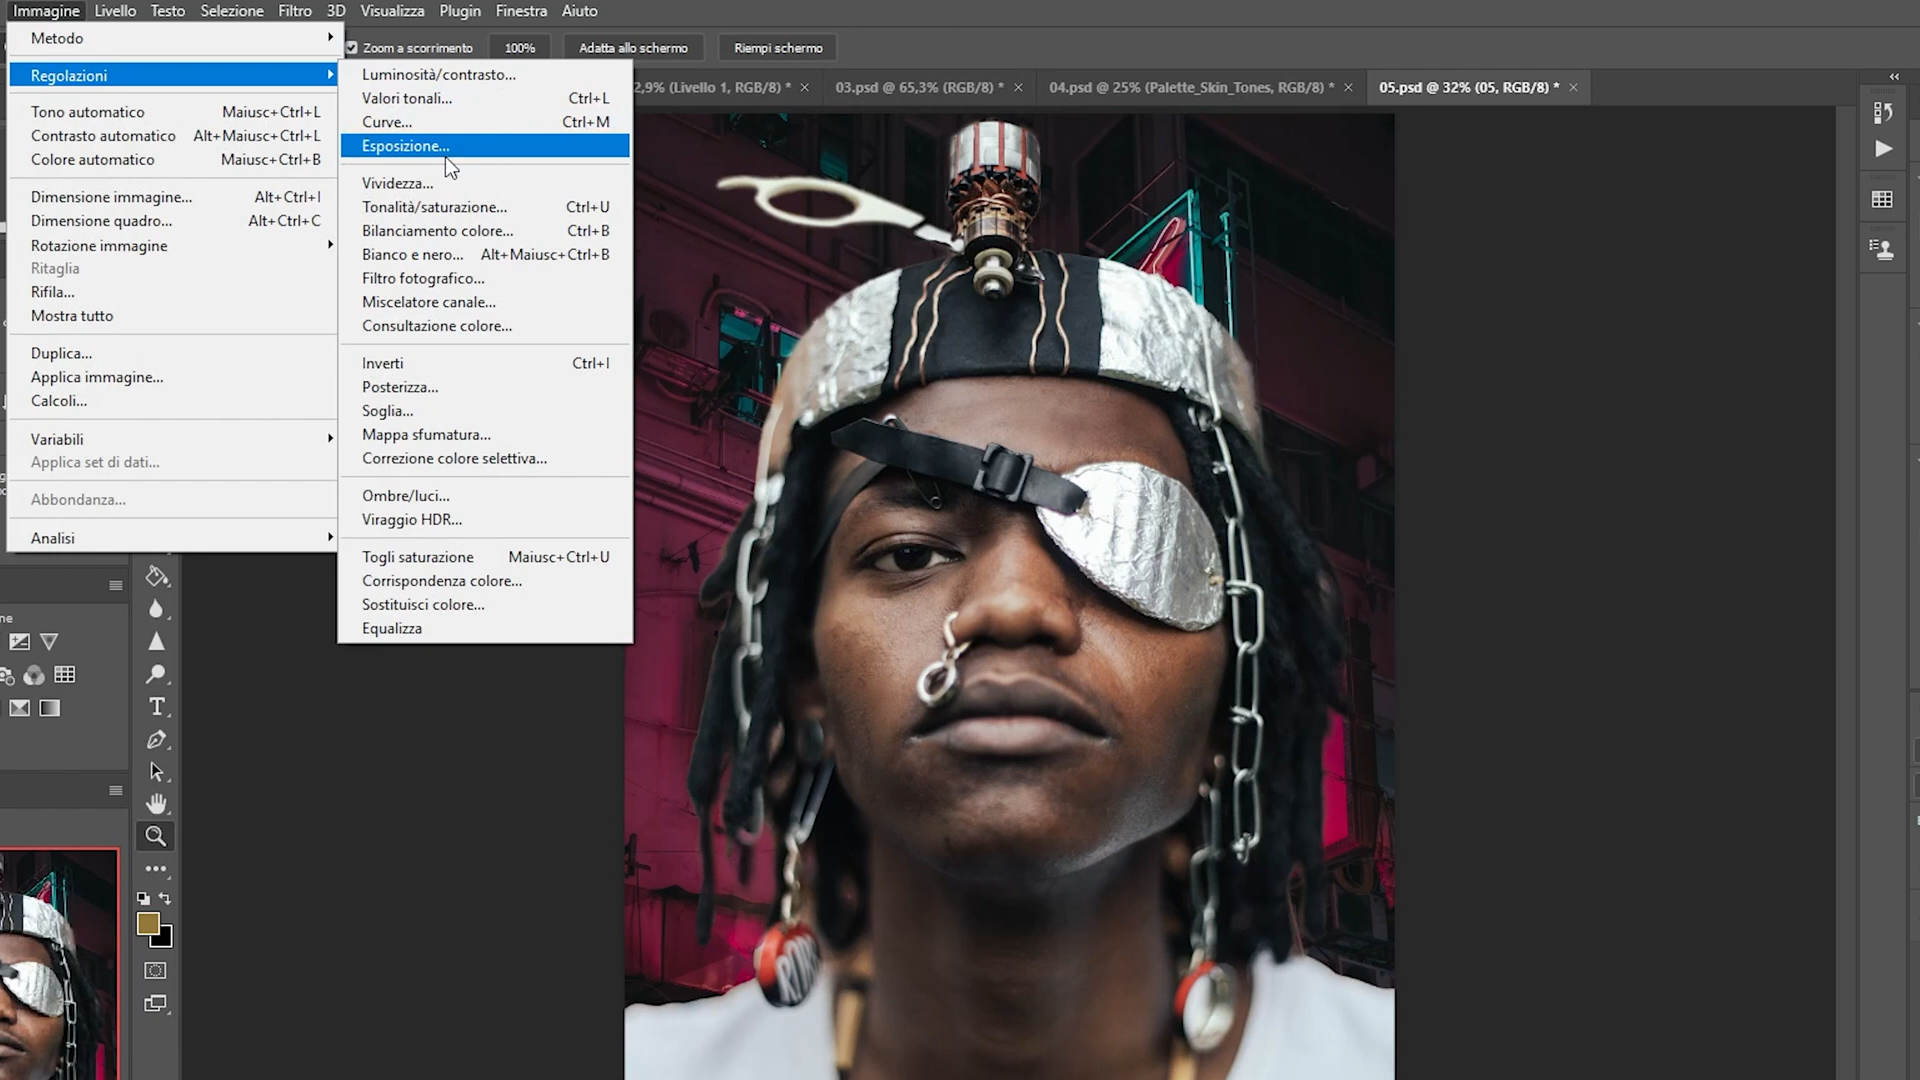 Immagine Livello Testo Selezione Filtro 3D Visualizza Plugin Finestra Aiuto
Zoom a scorrimento 100% Adatta allo schermo Riempi schermo
2,9% (Livello 1, RGB/8) * × 03.psd @ 65,3% (RGB/8) * × 04.psd @ 25% (Palette_Skin_Tones, RGB/8) * × 05.psd @ 32% (05, RGB/8) * ×
Metodo
Regolazioni
Tono automatico Maiusc+Ctrl+L
Contrasto automatico Alt+Maiusc+Ctrl+L
Colore automatico Maiusc+Ctrl+B
Dimensione immagine... Alt+Ctrl+I
Dimensione quadro... Alt+Ctrl+C
Rotazione immagine
Ritaglia
Rifila...
Mostra tutto
Duplica...
Applica immagine...
Calcoli...
Variabili
Applica set di dati...
Abbondanza...
Analisi
Luminosità/contrasto...
Valori tonali... Ctrl+L
Curve... Ctrl+M
Esposizione...
Vividezza...
Tonalità/saturazione... Ctrl+U
Bilanciamento colore... Ctrl+B
Bianco e nero... Alt+Maiusc+Ctrl+B
Filtro fotografico...
Miscelatore canale...
Consultazione colore...
Inverti Ctrl+I
Posterizza...
Soglia...
Mappa sfumatura...
Correzione colore selettiva...
Ombre/luci...
Viraggio HDR...
Togli saturazione Maiusc+Ctrl+U
Corrispondenza colore...
Sostituisci colore...
Equalizza
ne